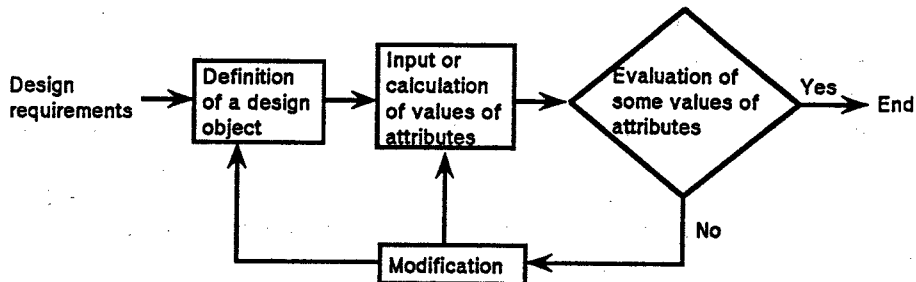 Design
requirements
Definition
of a design
object
Input or
calculation
of values of
attributes
Evaluation of
some values of
attributes
Yes
End
No
Modification